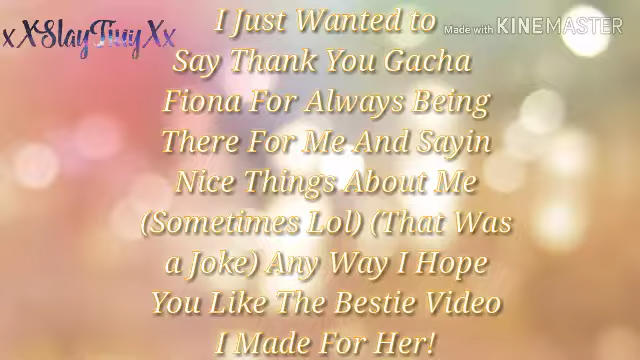 xXSlayTinyXx
I Just Wanted to
Made with KINEMASTER
Say Thank You Gacha
Fiona For Always Being
There For Me And Sayin
Nice Things About Me
(Sometimes Lol) (That Was
a Joke) Any Way I Hope
You Like The Bestie Video
I Made For Her!